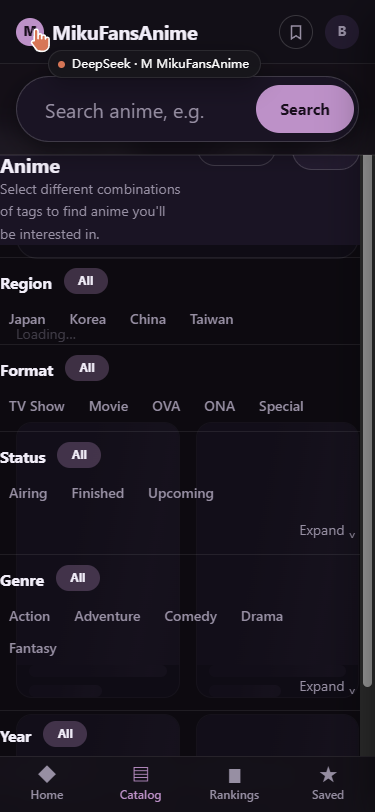 M MikuFansAnime B
DeepSeek · M MikuFansAnime
Search anime, e.g. Search
Anime
Select different combinations
of tags to find anime you'll
be interested in.
Region All
Japan Korea China Taiwan
Loading...
Format All
TV Show Movie OVA ONA Special
Status All
Airing Finished Upcoming
Expand
Genre All
Action Adventure Comedy Drama
Fantasy
Expand
Year All
Home Catalog Rankings Saved